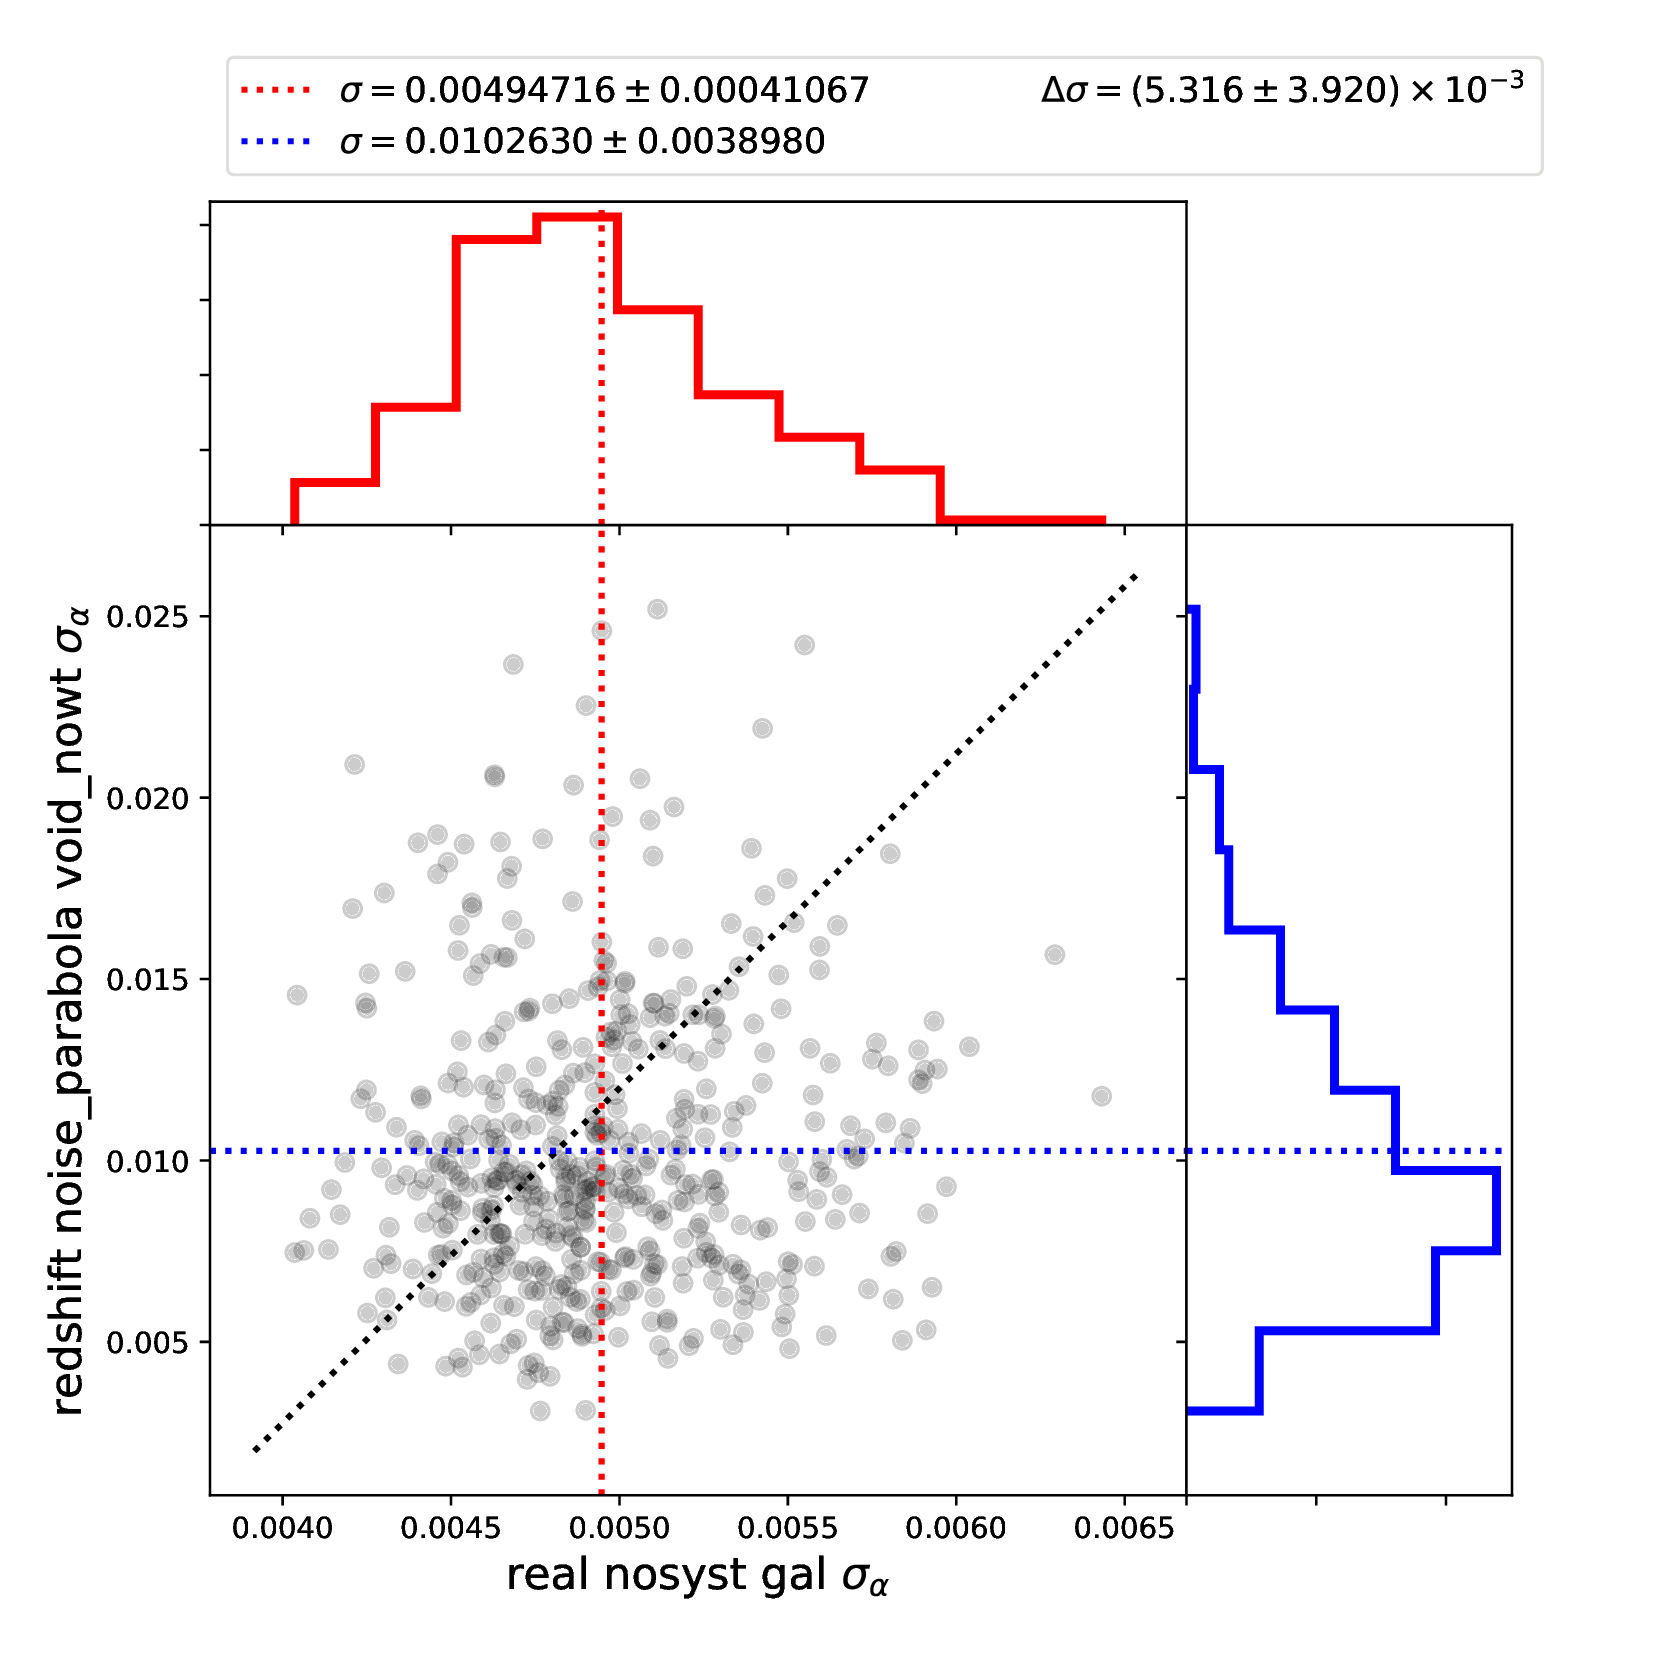 σ = 0.00494716 ± 0.00041067 Δσ = (5.316 ± 3.920) × 10⁻³
σ = 0.0102630 ± 0.0038980
redshift noise_parabola void_nowt σα
0.025
0.020
0.015
0.010
0.005
0.0040 0.0045 0.0050 0.0055 0.0060 0.0065
real nosyst gal σα